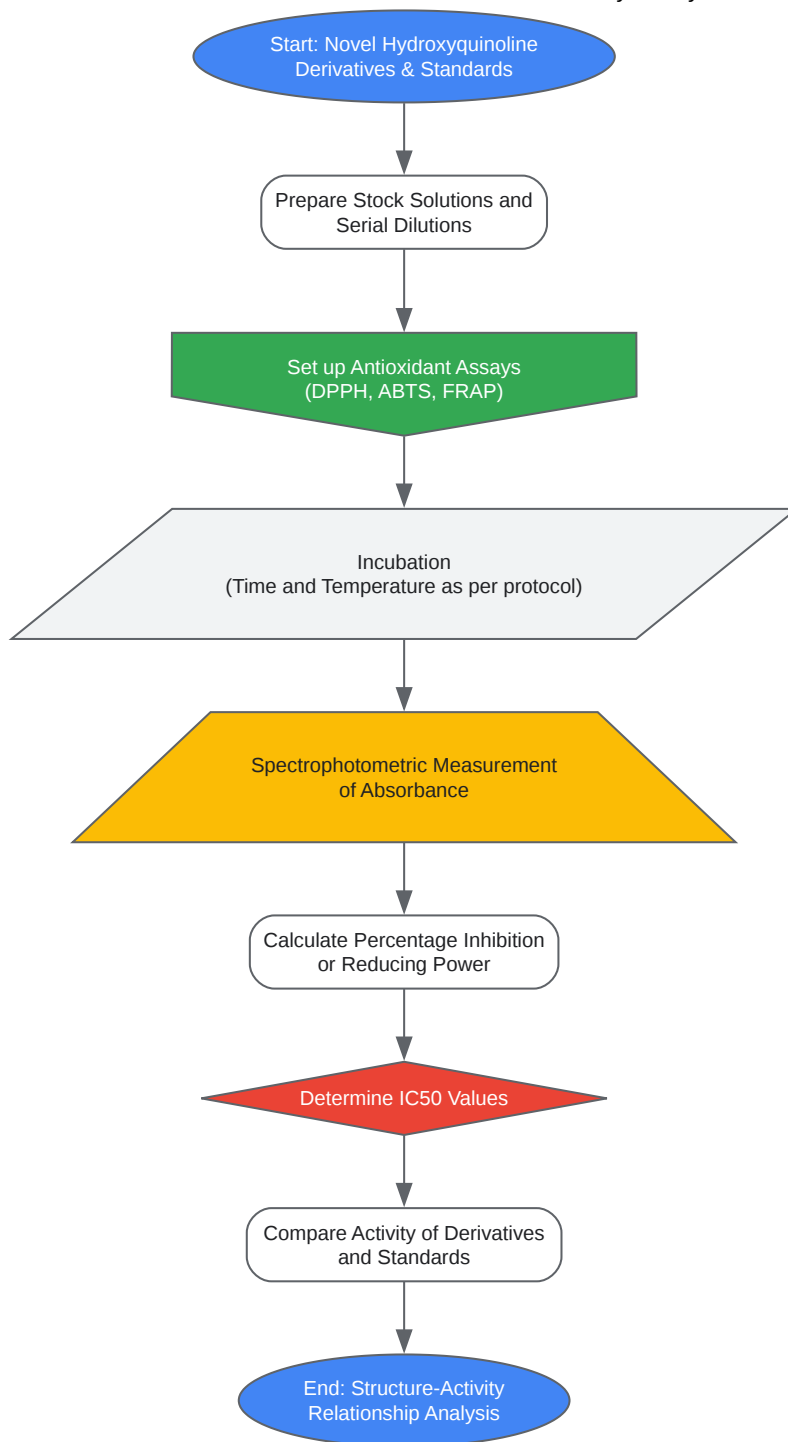 Start: Novel Hydroxyquinoline
Derivatives & Standards
Prepare Stock Solutions and
Serial Dilutions
Set up Antioxidant Assays
(DPPH, ABTS, FRAP)
Incubation
(Time and Temperature as per protocol)
Spectrophotometric Measurement
of Absorbance
Calculate Percentage Inhibition
or Reducing Power
Determine IC50 Values
Compare Activity of Derivatives
and Standards
End: Structure-Activity
Relationship Analysis